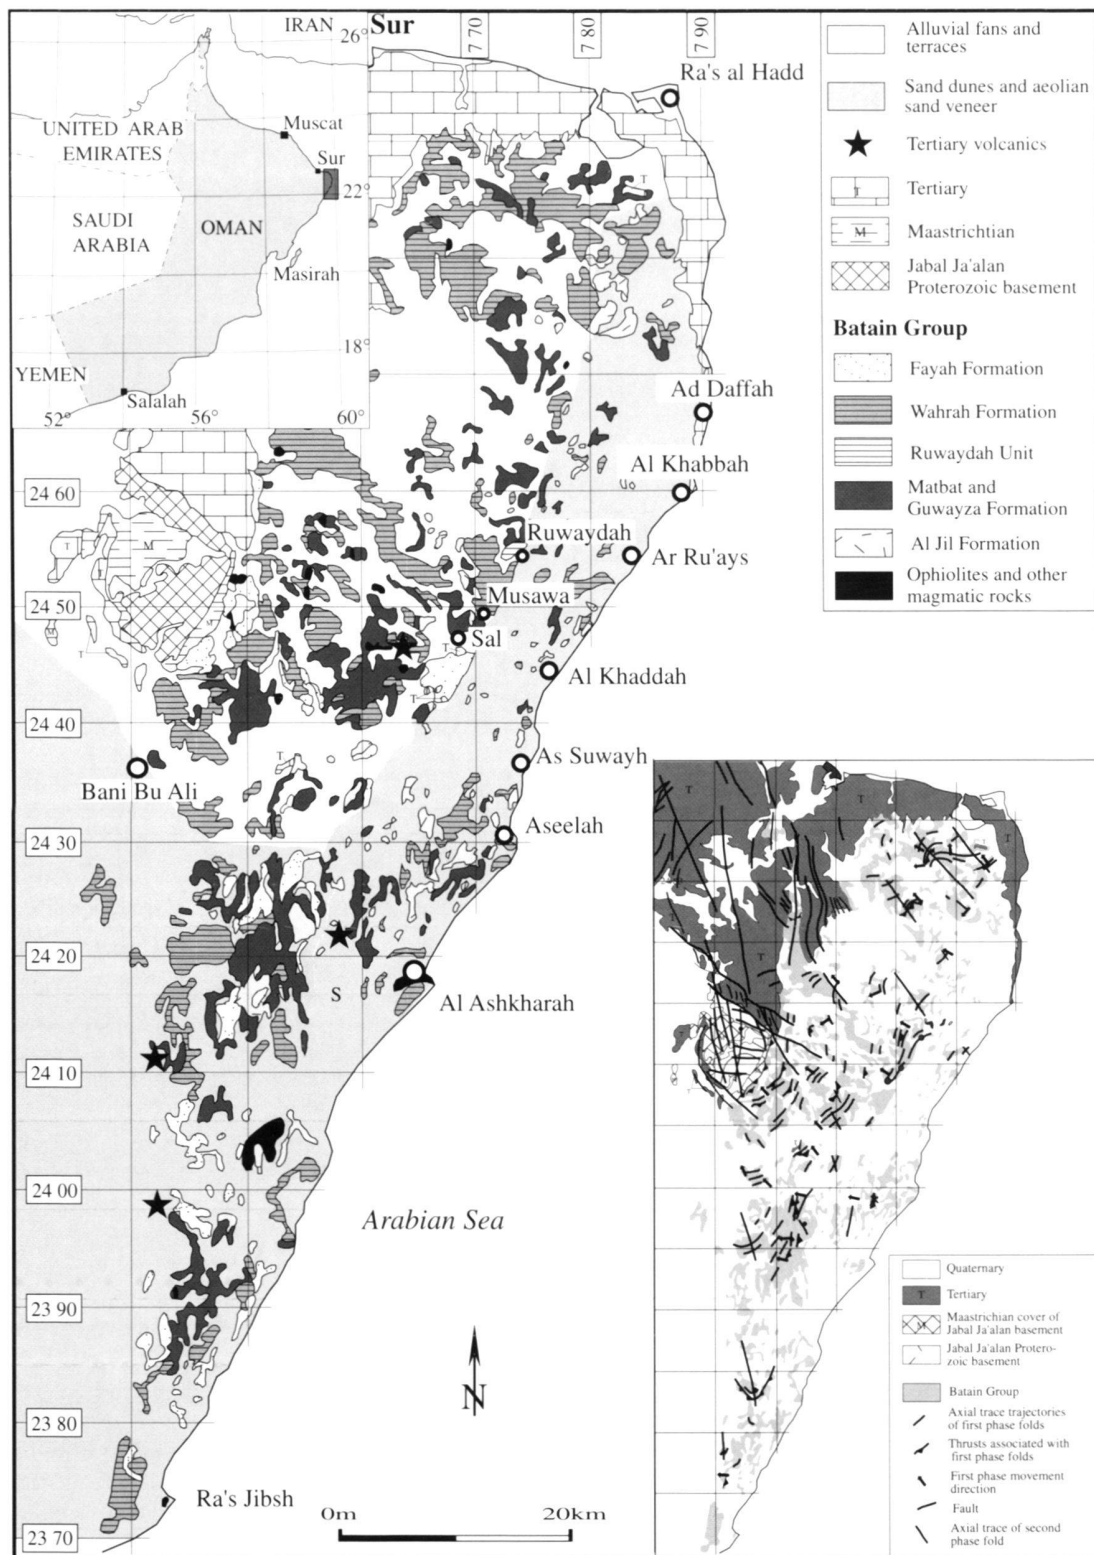 IRAN
26°
Sur
7 70
7 80
7 90
Ra's al Hadd
UNITED ARAB
EMIRATES
Muscat
Sur
22°
SAUDI
ARABIA
OMAN
Masirah
18°
YEMEN
Salalah
52°
56°
60°
T
Ad Daffah
Al Khabbah
24 60
Ruwaydah
Ar Ru'ays
T
M
24 50
Musawa
Sal
M
T
T
Al Khaddah
T
24 40
As Suwayh
T
Bani Bu Ali
Aseelah
24 30
24 20
S
Al Ashkharah
24 10
24 00
Arabian Sea
23 90
N
23 80
Ra's Jibsh
0m
20km
23 70
Alluvial fans and
terraces
Sand dunes and aeolian
sand veneer
Tertiary volcanics
T
Tertiary
M
Maastrichtian
Jabal Ja'alan
Proterozoic basement
Batain Group
Fayah Formation
Wahrah Formation
Ruwaydah Unit
Matbat and
Guwayza Formation
Al Jil Formation
Ophiolites and other
magmatic rocks
T
T
T
T
T
Quaternary
T
Tertiary
M
Maastrichian cover of
Jabal Ja'alan basement
Jabal Ja'alan Protero-
zoic basement
Batain Group
Axial trace trajectories
of first phase folds
Thrusts associated with
first phase folds
First phase movement
direction
Fault
Axial trace of second
phase fold